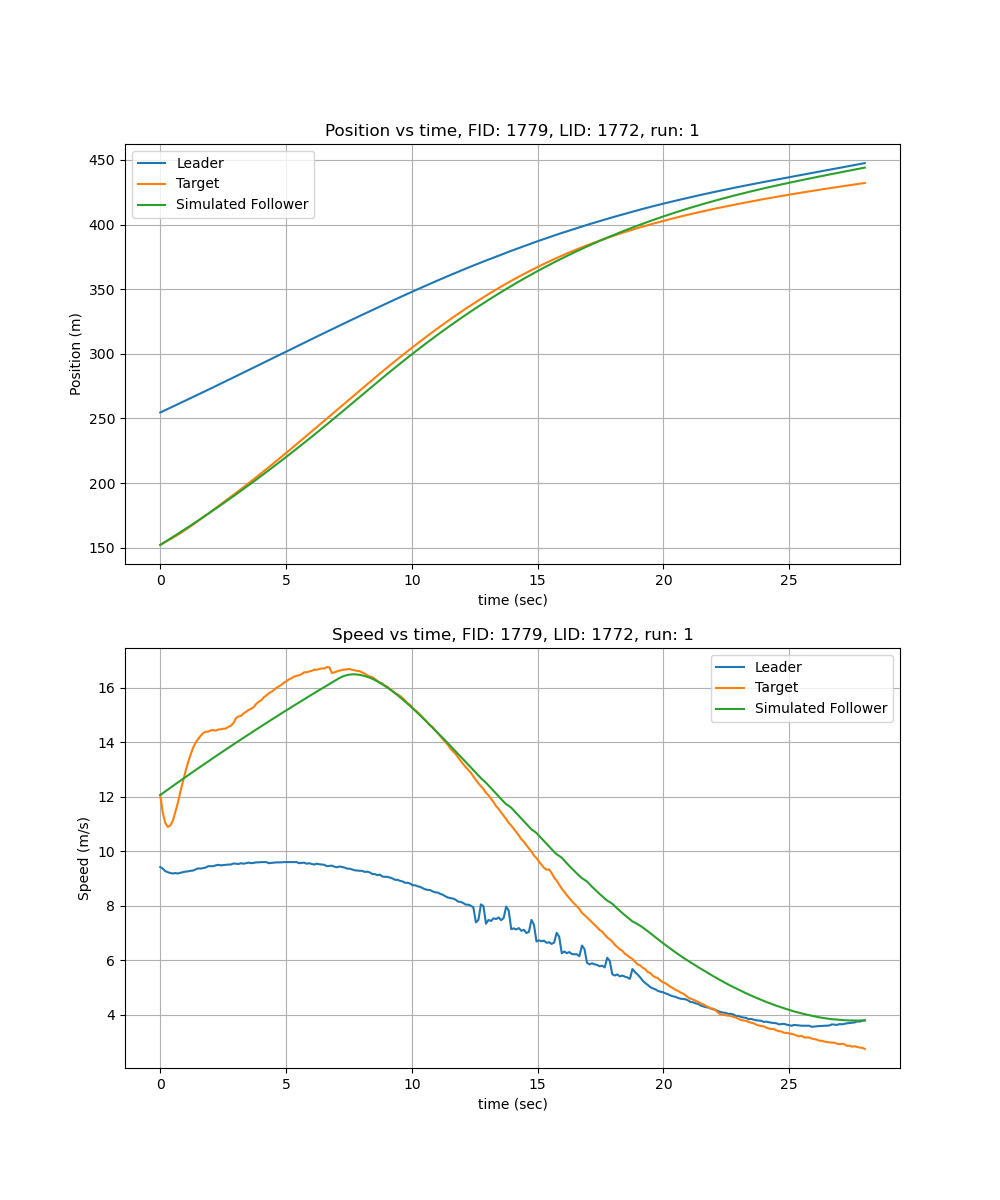 Position vs time, FID: 1779, LID: 1772, run: 1
Leader
Target
Simulated Follower
Position (m)
450
400
350
300
250
200
150
0 5 10 15 20 25
time (sec)
Speed vs time, FID: 1779, LID: 1772, run: 1
Leader
Target
Simulated Follower
Speed (m/s)
16
14
12
10
8
6
4
0 5 10 15 20 25
time (sec)